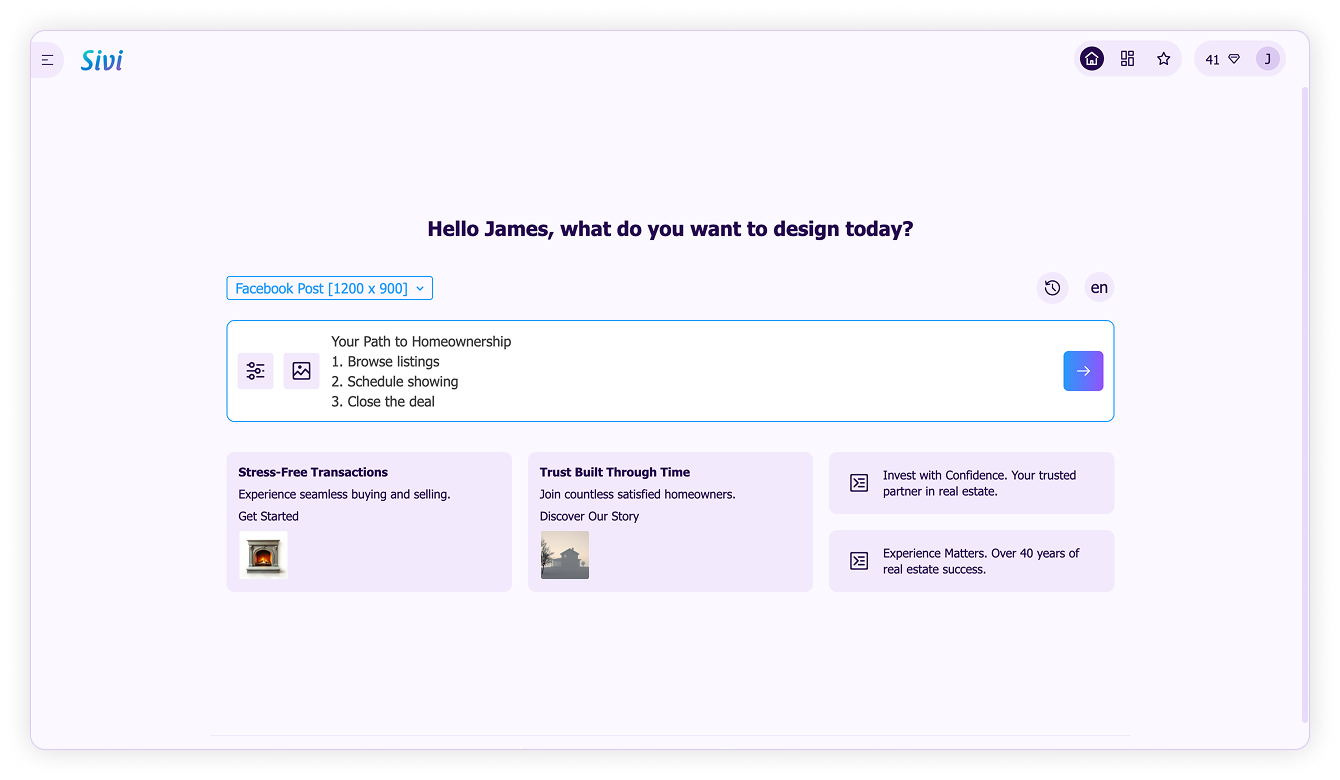 Sivi
41
J
Hello James, what do you want to design today?
Facebook Post [1200 x 900]
en
Your Path to Homeownership
1. Browse listings
2. Schedule showing
3. Close the deal
Stress-Free Transactions
Experience seamless buying and selling.
Get Started
Trust Built Through Time
Join countless satisfied homeowners.
Discover Our Story
Invest with Confidence. Your trusted
partner in real estate.
Experience Matters. Over 40 years of
real estate success.